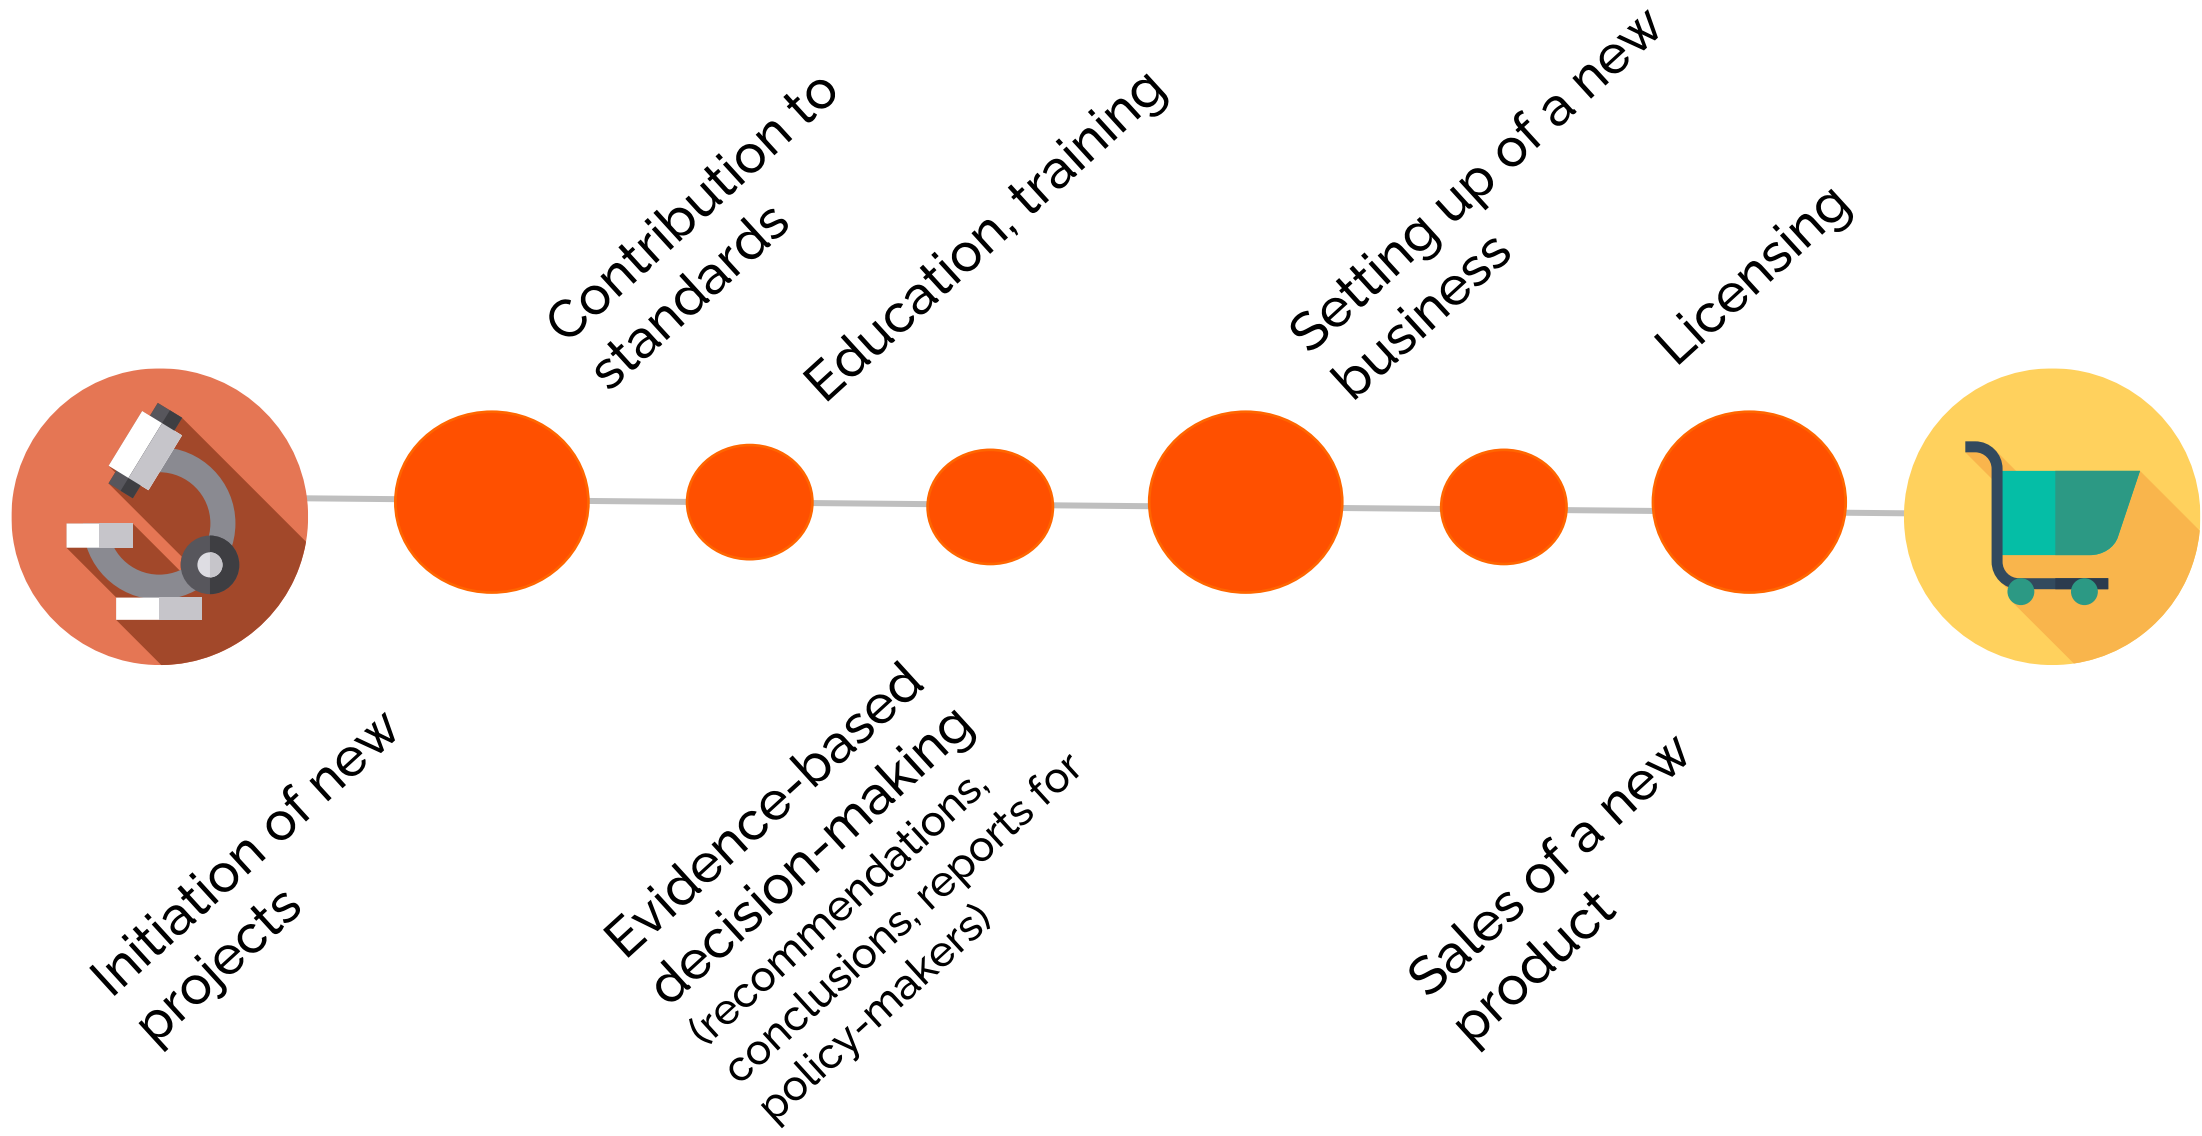 Contribution to
standards
Education, training
Setting up of a new
business
Licensing
Initiation of new
projects
Evidence-based
decision-making
(recommendations,
conclusions, reports for
policy-makers)
Sales of a new
product